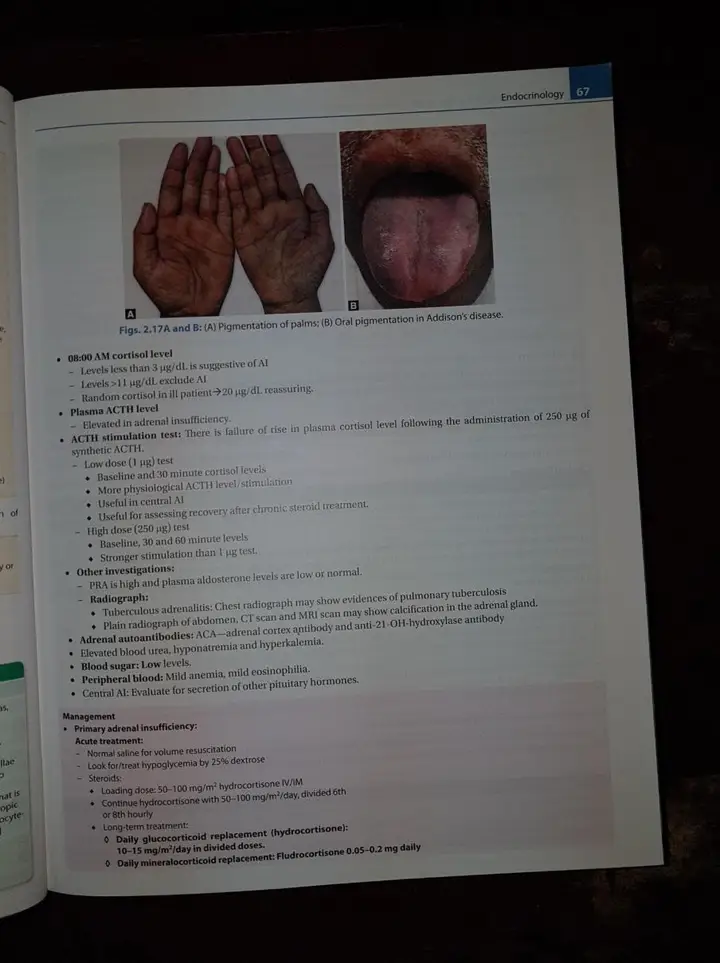 Endocrinology 67
A
B
Figs. 2.17A and B: (A) Pigmentation of palms; (B) Oral pigmentation in Addison's disease.
• 08:00 AM cortisol level
– Levels less than 3 µg/dL is suggestive of AI
– Levels >11 µg/dL exclude AI
– Random cortisol in ill patient→20 µg/dL reassuring.
• Plasma ACTH level
– Elevated in adrenal insufficiency.
• ACTH stimulation test: There is failure of rise in plasma cortisol level following the administration of 250 µg of
synthetic ACTH.
– Low dose (1 µg) test
◆ Baseline and 30 minute cortisol levels
◆ More physiological ACTH level/stimulation
◆ Useful in central AI
◆ Useful for assessing recovery after chronic steroid treatment.
– High dose (250 µg) test
◆ Baseline, 30 and 60 minute levels
◆ Stronger stimulation than 1 µg test.
• Other investigations:
– PRA is high and plasma aldosterone levels are low or normal.
– Radiograph:
◆ Tuberculous adrenalitis: Chest radiograph may show evidences of pulmonary tuberculosis
◆ Plain radiograph of abdomen, CT scan and MRI scan may show calcification in the adrenal gland.
• Adrenal autoantibodies: ACA—adrenal cortex antibody and anti-21-OH-hydroxylase antibody
• Elevated blood urea, hyponatremia and hyperkalemia.
• Blood sugar: Low levels.
• Peripheral blood: Mild anemia, mild eosinophilia.
• Central AI: Evaluate for secretion of other pituitary hormones.
Management
• Primary adrenal insufficiency:
Acute treatment:
– Normal saline for volume resuscitation
– Look for/treat hypoglycemia by 25% dextrose
– Steroids:
◆ Loading dose: 50–100 mg/m² hydrocortisone IV/IM
◆ Continue hydrocortisone with 50–100 mg/m²/day, divided 6th
or 8th hourly
◆ Long-term treatment:
◊ Daily glucocorticoid replacement (hydrocortisone):
10–15 mg/m²/day in divided doses.
◊ Daily mineralocorticoid replacement: Fludrocortisone 0.05–0.2 mg daily